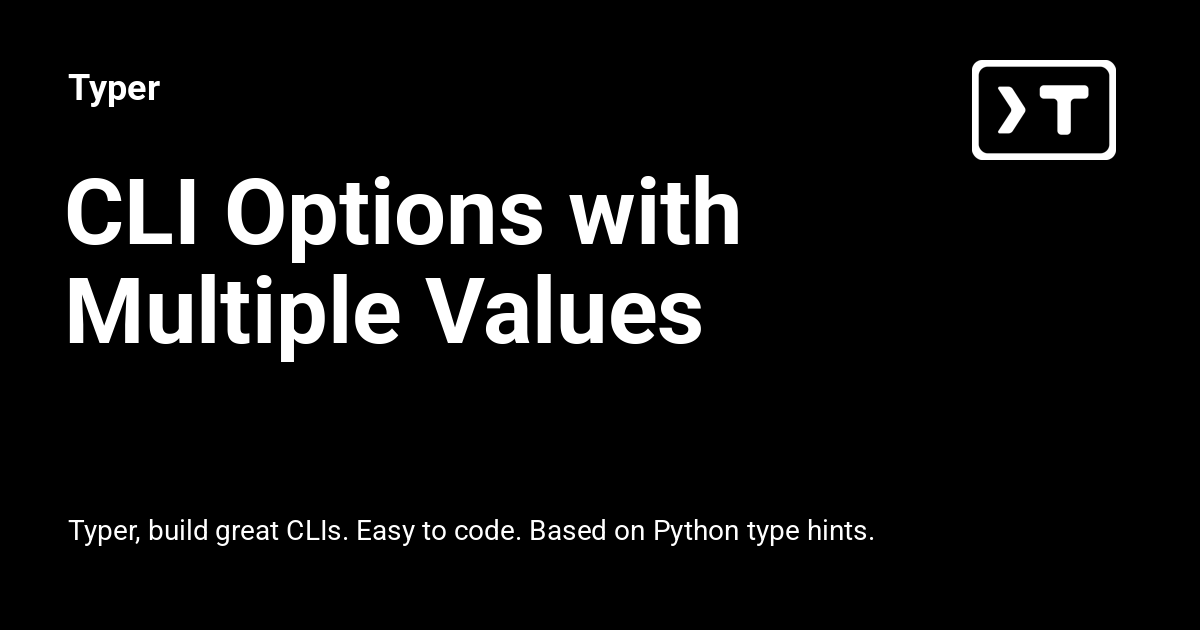 Typer
❯T
CLI Options with
Multiple Values
Typer, build great CLIs. Easy to code. Based on Python type hints.